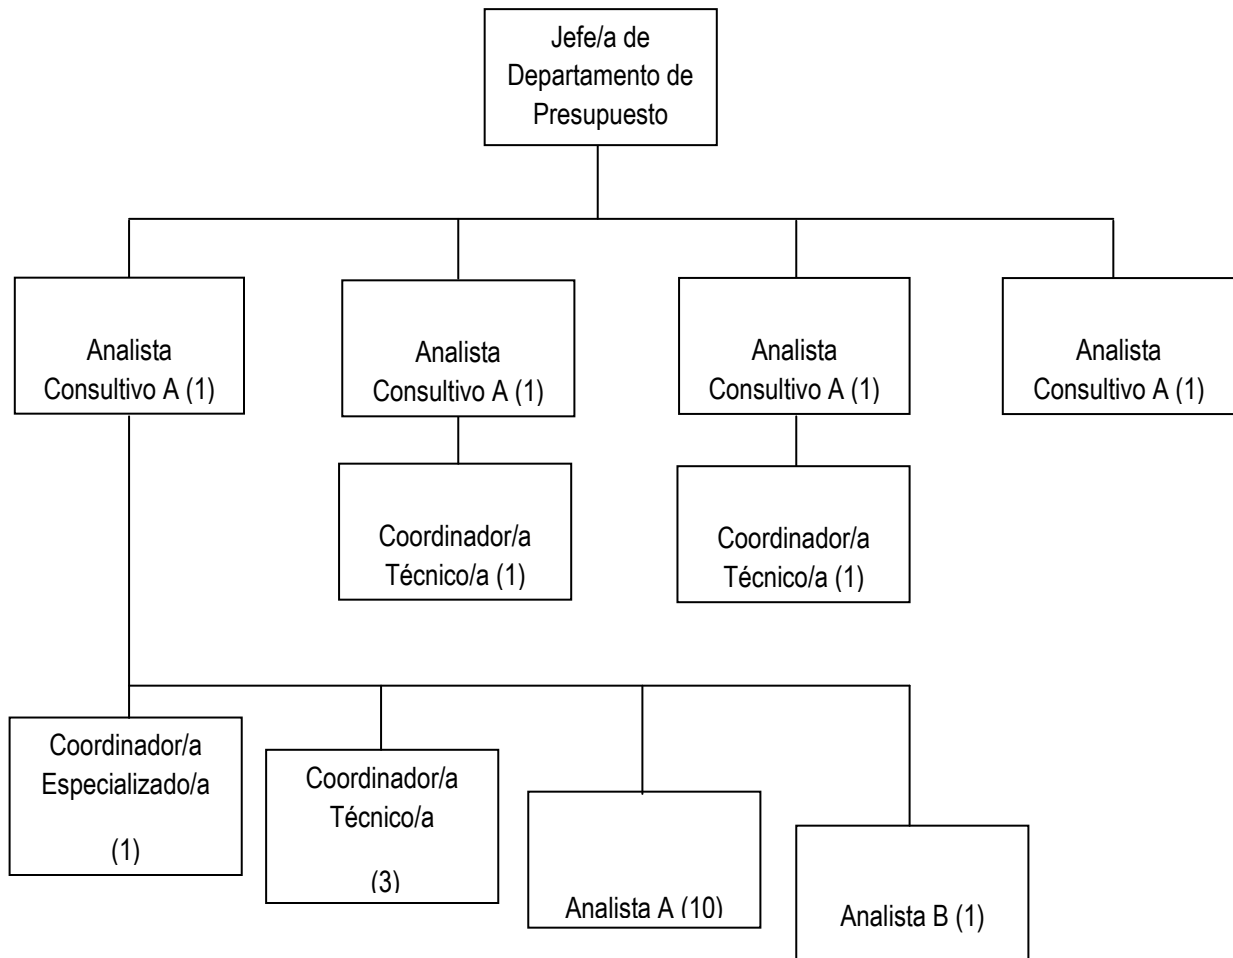 Jefe/a de
Departamento de
Presupuesto
Analista
Consultivo A (1)
Analista
Consultivo A (1)
Analista
Consultivo A (1)
Analista
Consultivo A (1)
Coordinador/a
Técnico/a (1)
Coordinador/a
Técnico/a (1)
Coordinador/a
Especializado/a
(1)
Coordinador/a
Técnico/a
(3)
Analista A (10)
Analista B (1)